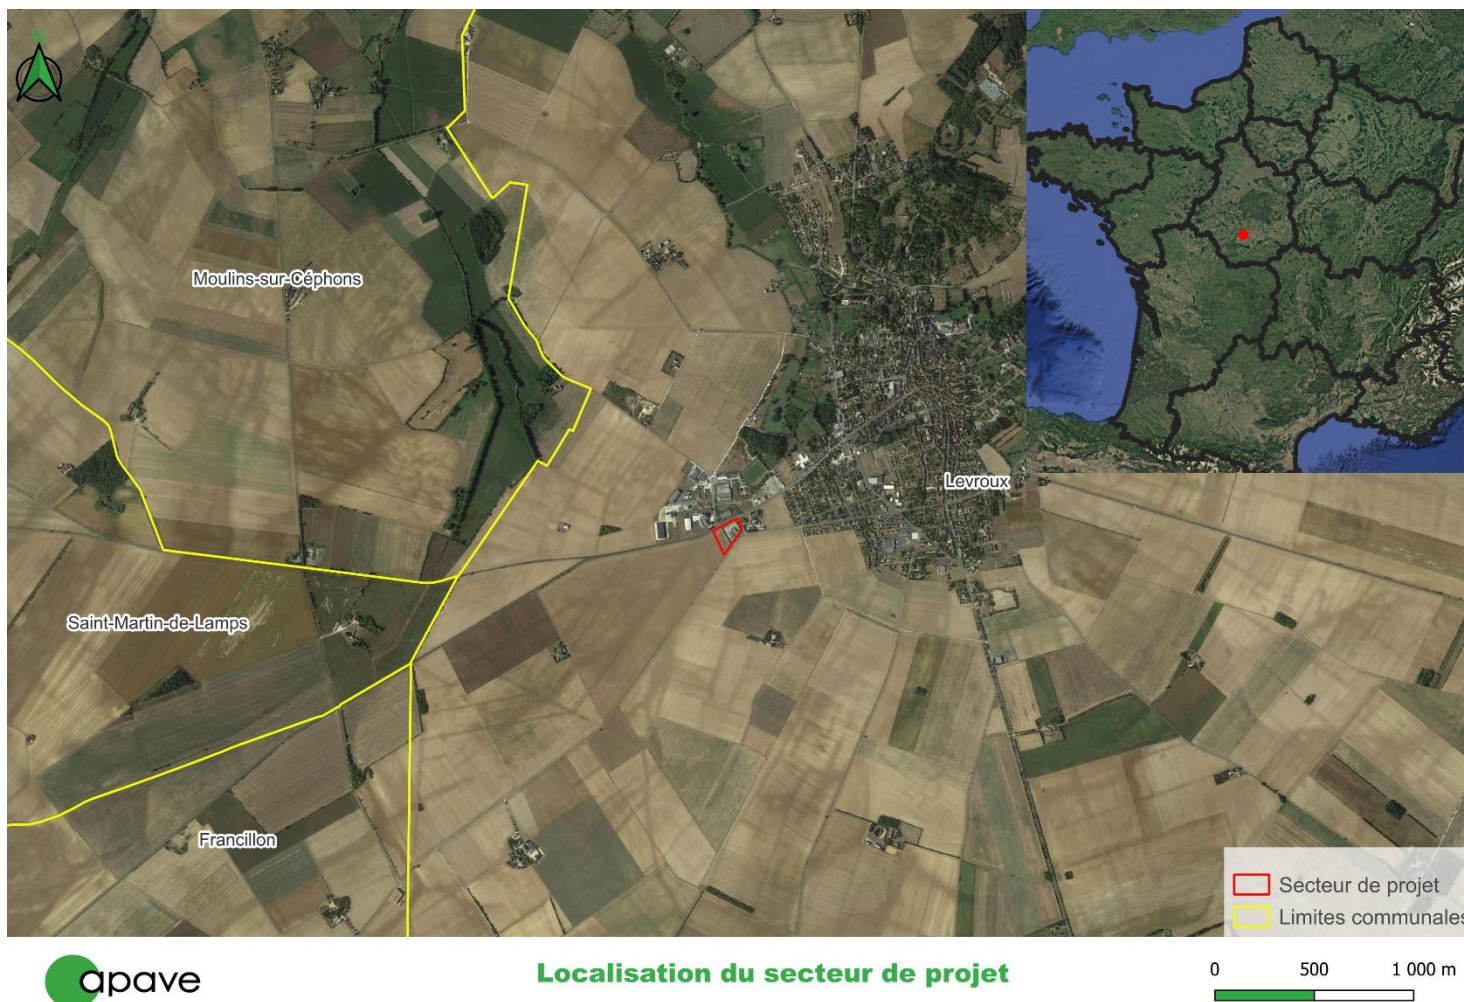 N
Moulins-sur-Céphons
Levroux
Saint-Martin-de-Lamps
Francillon
Secteur de projet
Limites communales
apave
Localisation du secteur de projet
0 500 1 000 m